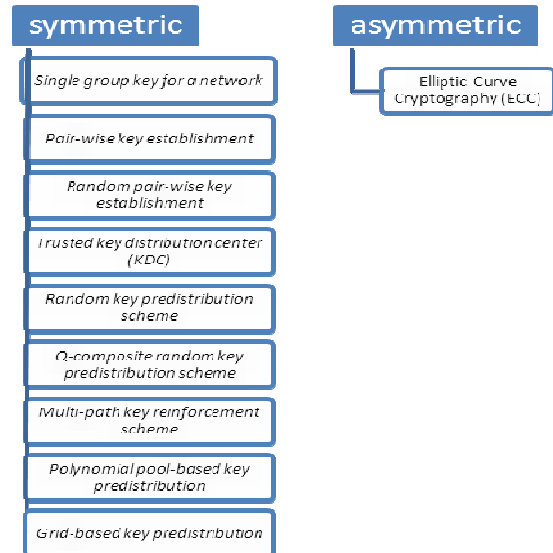 symmetric
Single group key for a network
Pair-wise key establishment
Random pair-wise key
establishment
Trusted key distribution center
(KDC)
Random key predistribution
scheme
Q-composite random key
predistribution scheme
Multi-path key reinforcement
scheme
Polynomial pool-based key
predistribution
Grid-based key predistribution
asymmetric
Elliptic Curve
Cryptography (ECC)